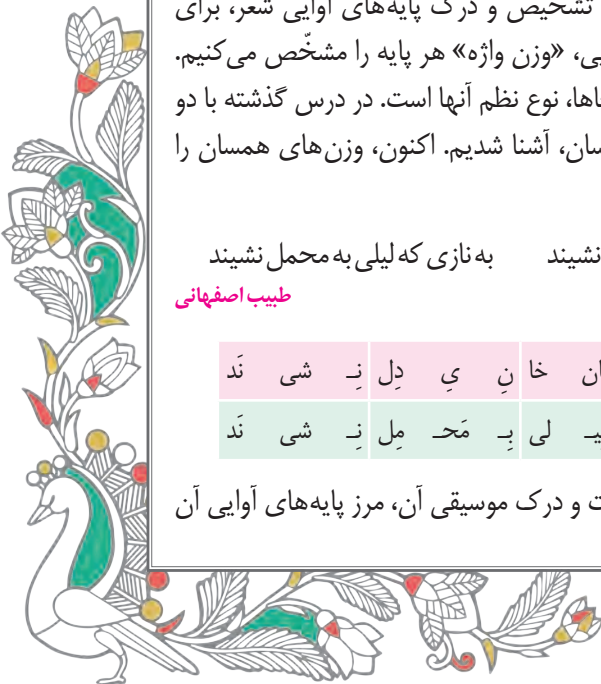 تشخیص و درک پایه‌های آوایی شعر، برای
یی، «وزن واژه» هر پایه را مشخّص می‌کنیم.
اها، نوع نظم آنها است. در درس گذشته با دو
سان، آشنا شدیم. اکنون، وزن‌های همسان را
نشیند به نازی که لیلی به محمل نشیند
طبیب اصفهانی
ان خا نِ یِ دِل نِـ شی نَد
یـ لی بِـ مَحـ مِل نِـ شی نَد
ت و درک موسیقی آن، مرز پایه‌های آوایی آن